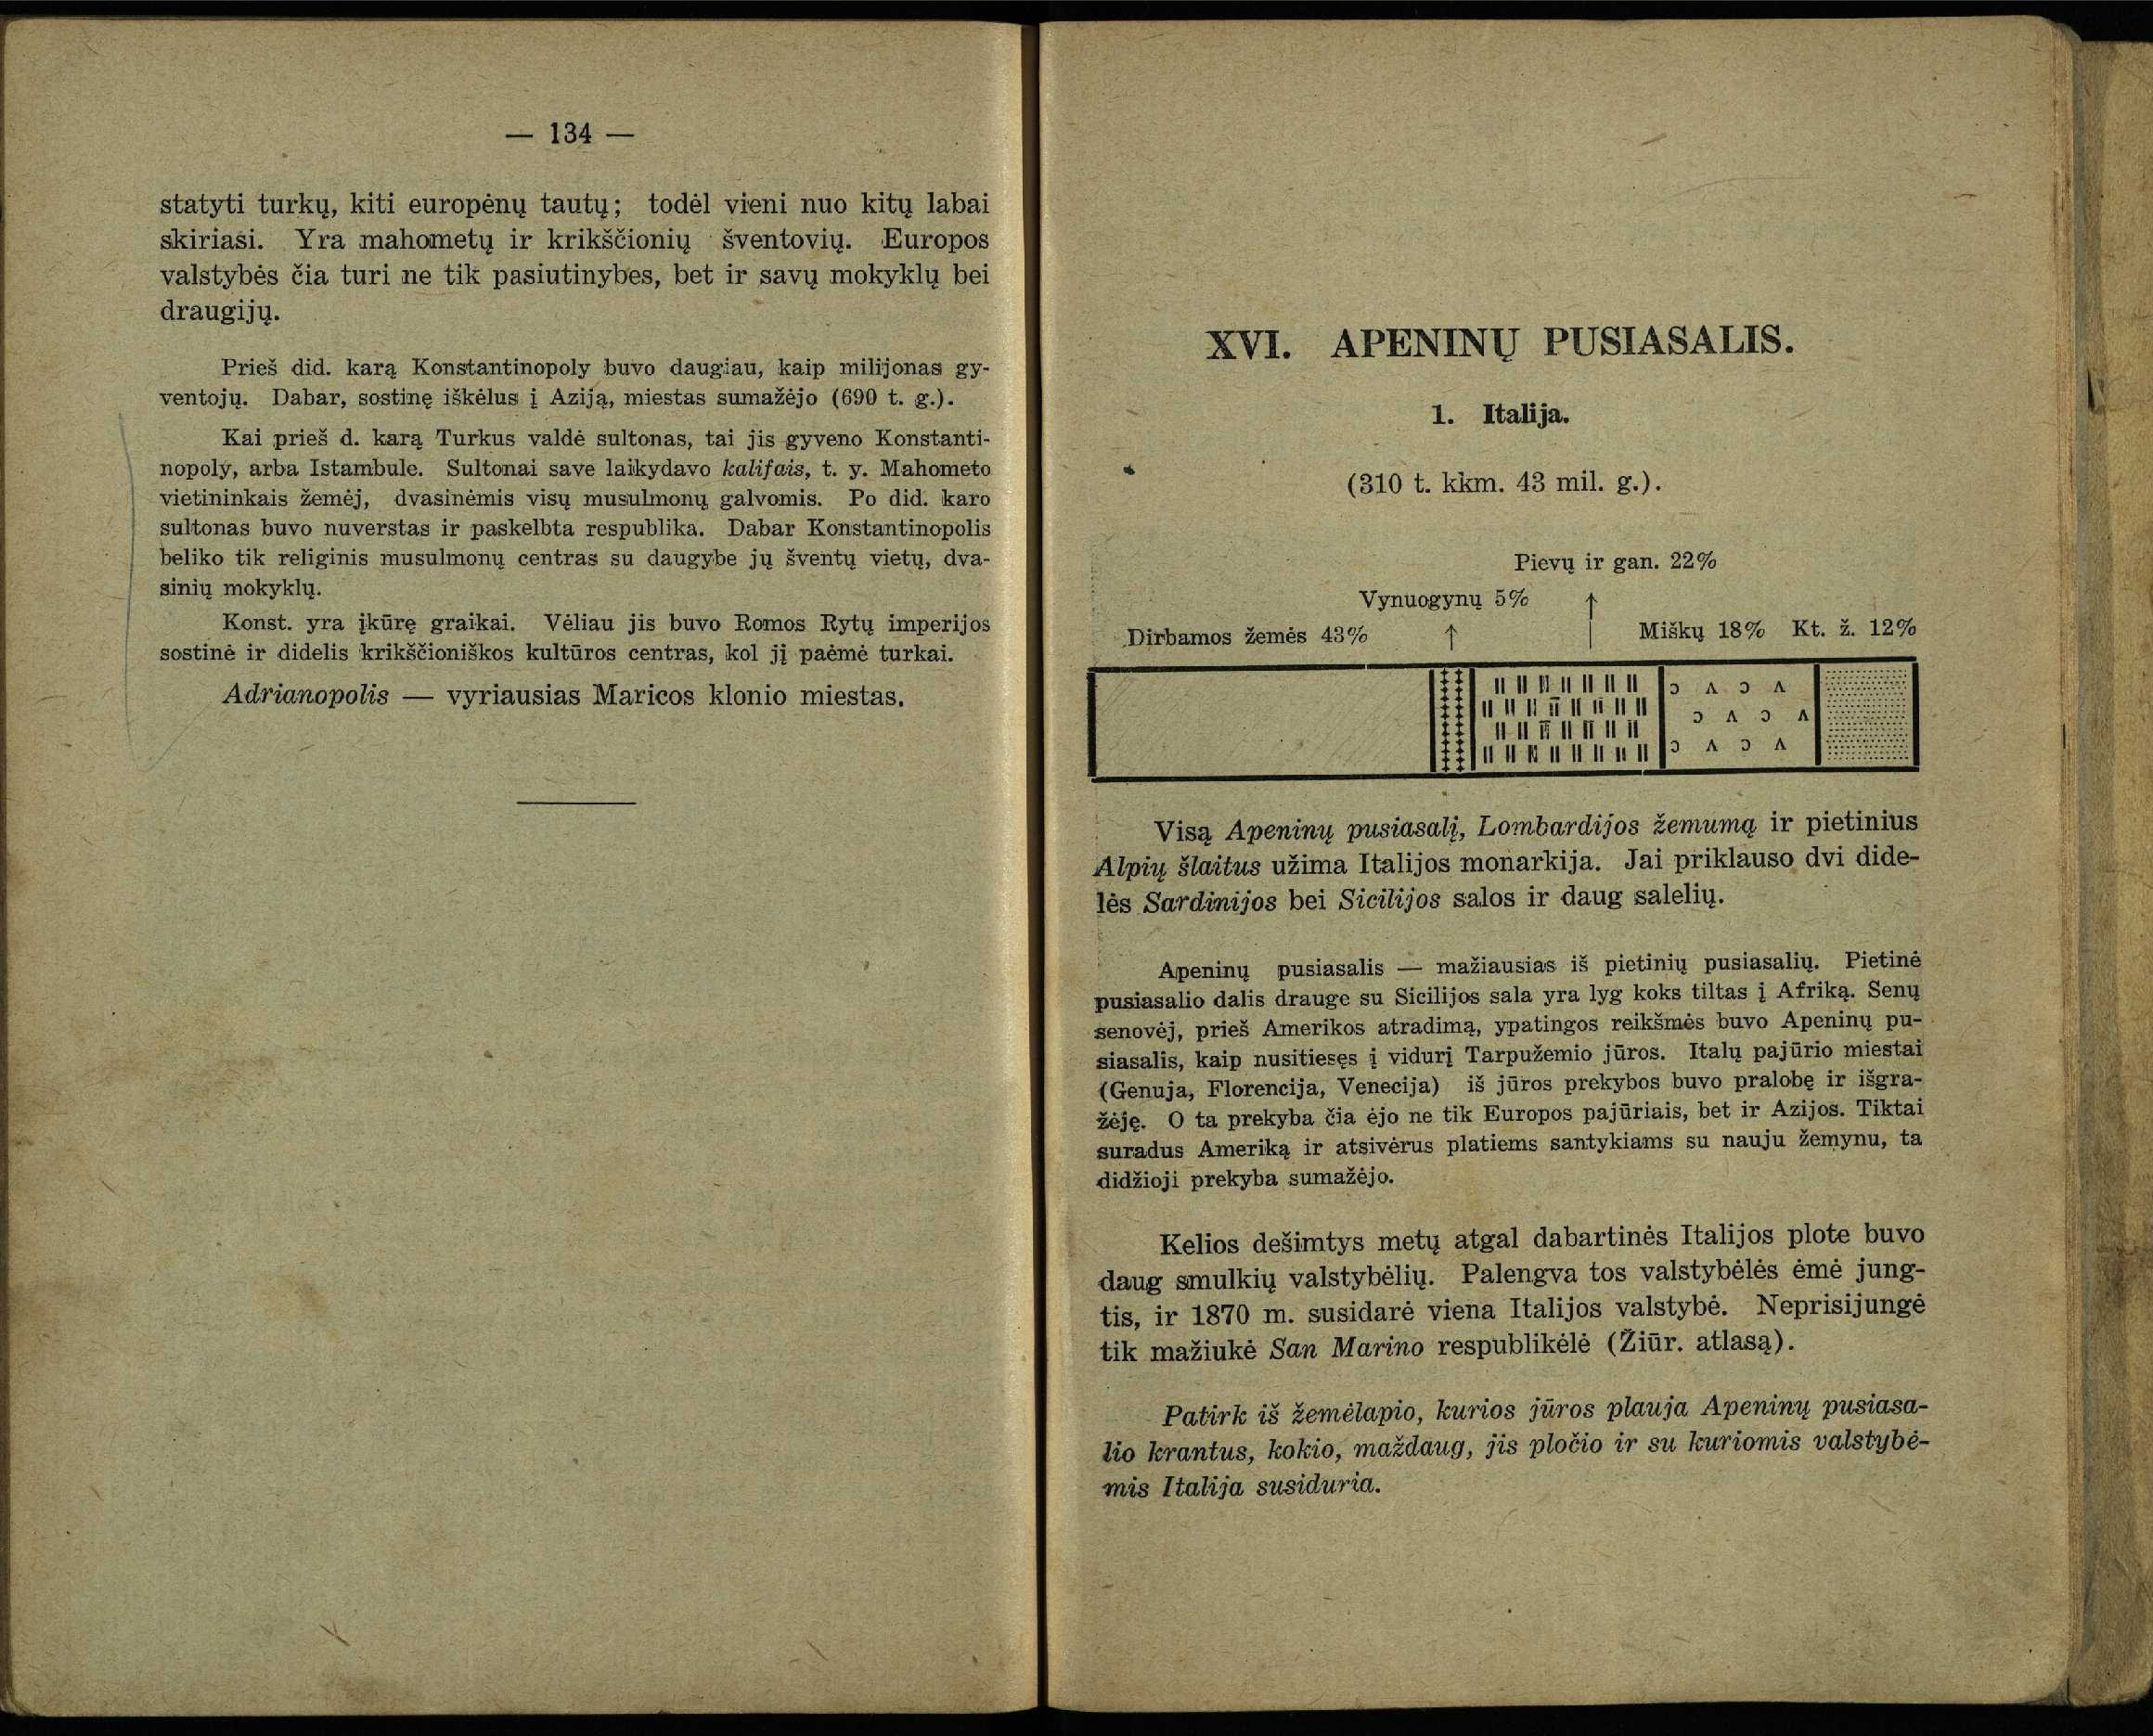 — 134 —
statyti turkų, kiti europėnų tautų; todėl vieni nuo kitų labai
skiriasi. Yra mahometų ir krikščionių šventovių. Europos
valstybės čia turi ne tik pasiutinybes, bet ir savų mokyklų bei
draugijų.
Prieš did. karą Konstantinopoly buvo daugiau, kaip milijonas gy-
ventojų. Dabar, sostinę iškėlus į Aziją, miestas sumažėjo (690 t. g.).
Kai prieš d. karą Turkus valdė sultonas, tai jis gyveno Konstanti-
nopoly, arba Istambule. Sultonai save laikydavo kalifais, t. y. Mahometo
vietininkais žemėj, dvasinėmis visų musulmonų galvomis. Po did. karo
sultonas buvo nuverstas ir paskelbta respublika. Dabar Konstantinopolis
beliko tik religinis musulmonų centras su daugybe jų šventų vietų, dva-
sinių mokyklų.
Konst. yra įkūrę graikai. Vėliau jis buvo Romos Rytų imperijos
sostinė ir didelis krikščioniškos kultūros centras, kol jį paėmė turkai.
Adrianopolis — vyriausias Maricos klonio miestas.
XVI. APENINŲ PUSIASALIS.
1. Italija.
(310 t. kkm. 43 mil. g.).
Pievų ir gan. 22%
Vynuogynų 5%
Dirbamos žemės 43%
Miškų 18% Kt. ž. 12%
Visą Apeninų pusiasalį, Lombardijos žemumą ir pietinius
Alpių šlaitus užima Italijos monarkija. Jai priklauso dvi dide-
lės Sardinijos bei Sicilijos salos ir daug salelių.
Apeninų pusiasalis — mažiausias iš pietinių pusiasalių. Pietinė
pusiasalio dalis drauge su Sicilijos sala yra lyg koks tiltas į Afriką. Senų
senovėj, prieš Amerikos atradimą, ypatingos reikšmės buvo Apeninų pu-
siasalis, kaip nusitiesęs į vidurį Tarpužemio jūros. Italų pajūrio miestai
(Genuja, Florencija, Venecija) iš jūros prekybos buvo pralobę ir išgra-
žėję. O ta prekyba čia ėjo ne tik Europos pajūriais, bet ir Azijos. Tiktai
suradus Ameriką ir atsivėrus platiems santykiams su nauju žemynu, ta
didžioji prekyba sumažėjo.
Kelios dešimtys metų atgal dabartinės Italijos plote buvo
daug smulkių valstybėlių. Palengva tos valstybėlės ėmė jung-
tis, ir 1870 m. susidarė viena Italijos valstybė. Neprisijungė
tik mažiukė San Marino respublikėlė (Žiūr. atlasą).
Patirk iš žemėlapio, kurios jūros plauja Apeninų pusiasa-
lio krantus, kokio, maždaug, jis pločio ir su kuriomis valstybė-
mis Italija susiduria.